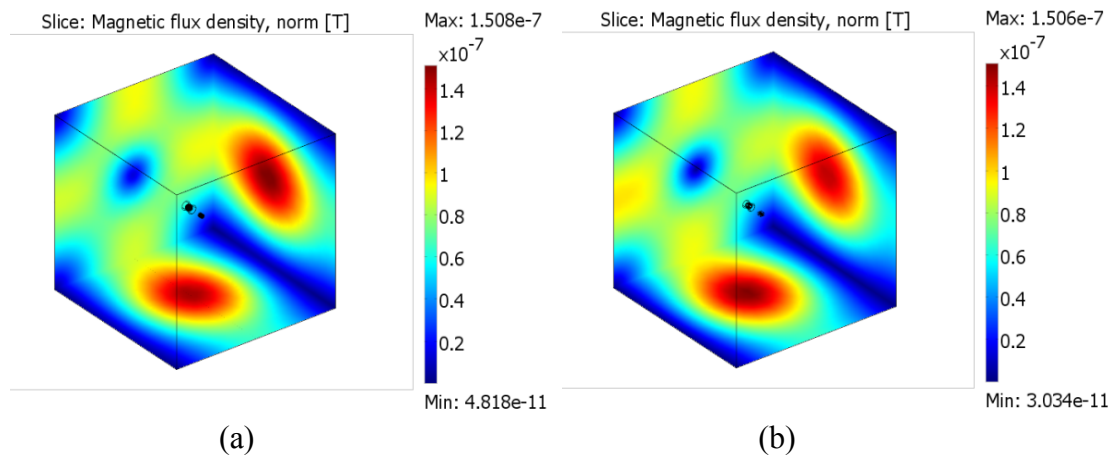 Slice: Magnetic flux density, norm [T]
Max: 1.508e-7
x10⁻⁷
1.4
1.2
1
0.8
0.6
0.4
0.2
Min: 4.818e-11
(a)
Slice: Magnetic flux density, norm [T]
Max: 1.506e-7
x10⁻⁷
1.4
1.2
1
0.8
0.6
0.4
0.2
Min: 3.034e-11
(b)